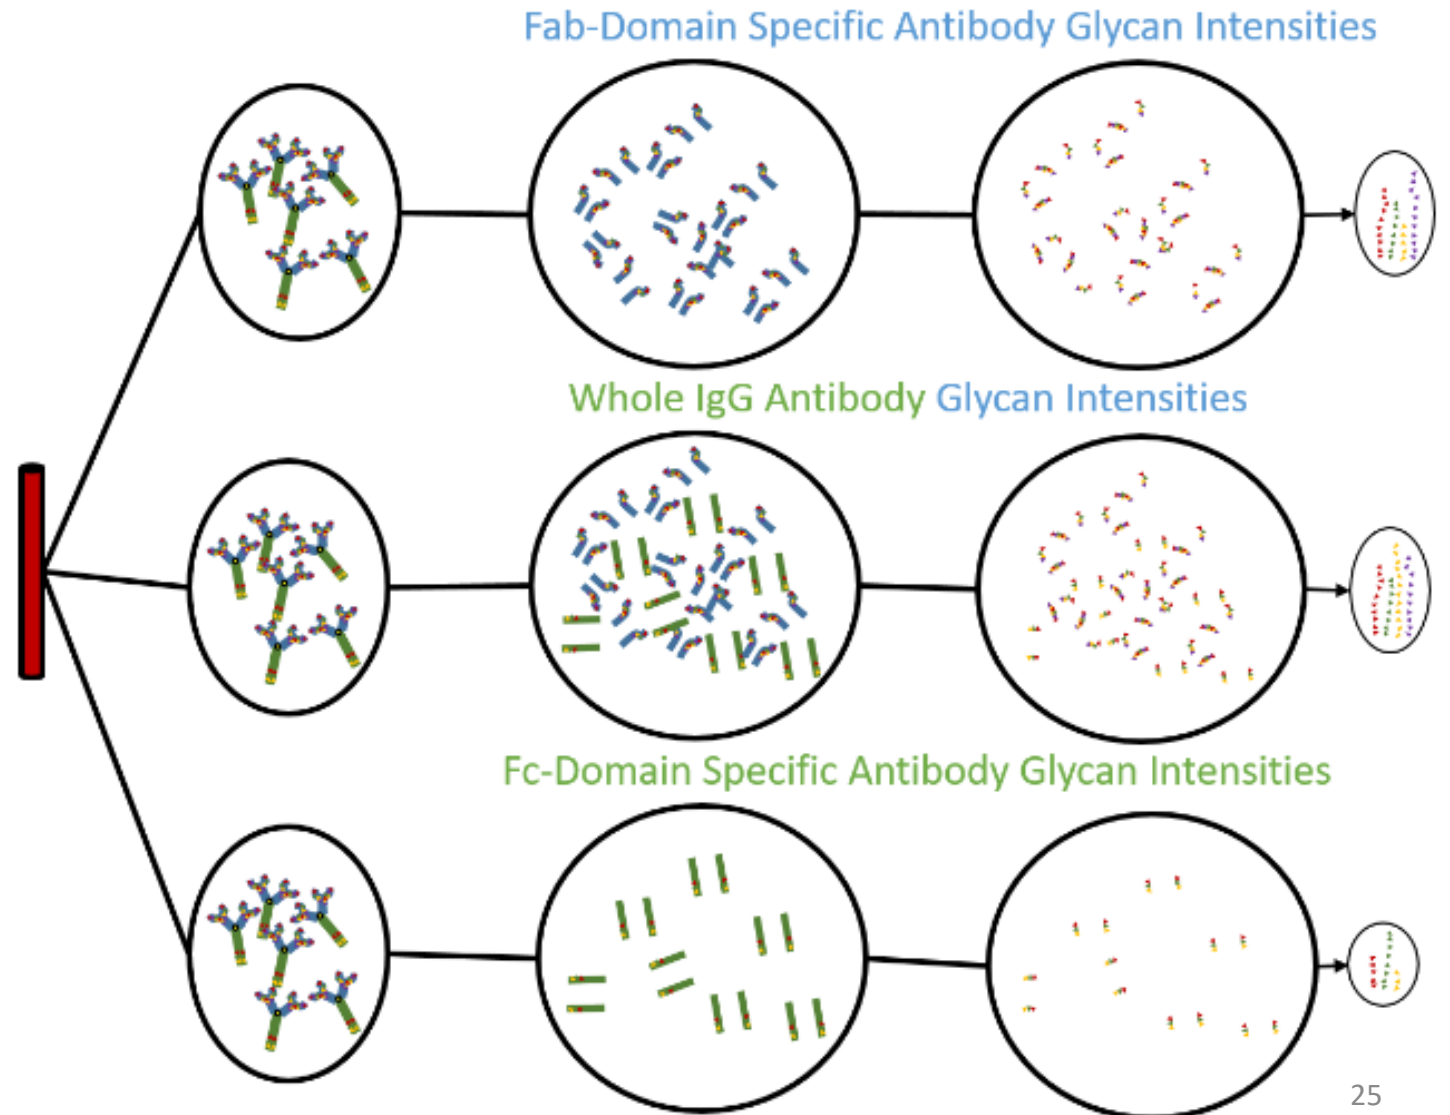 Fab-Domain Specific Antibody Glycan Intensities
Whole IgG Antibody Glycan Intensities
Fc-Domain Specific Antibody Glycan Intensities
25